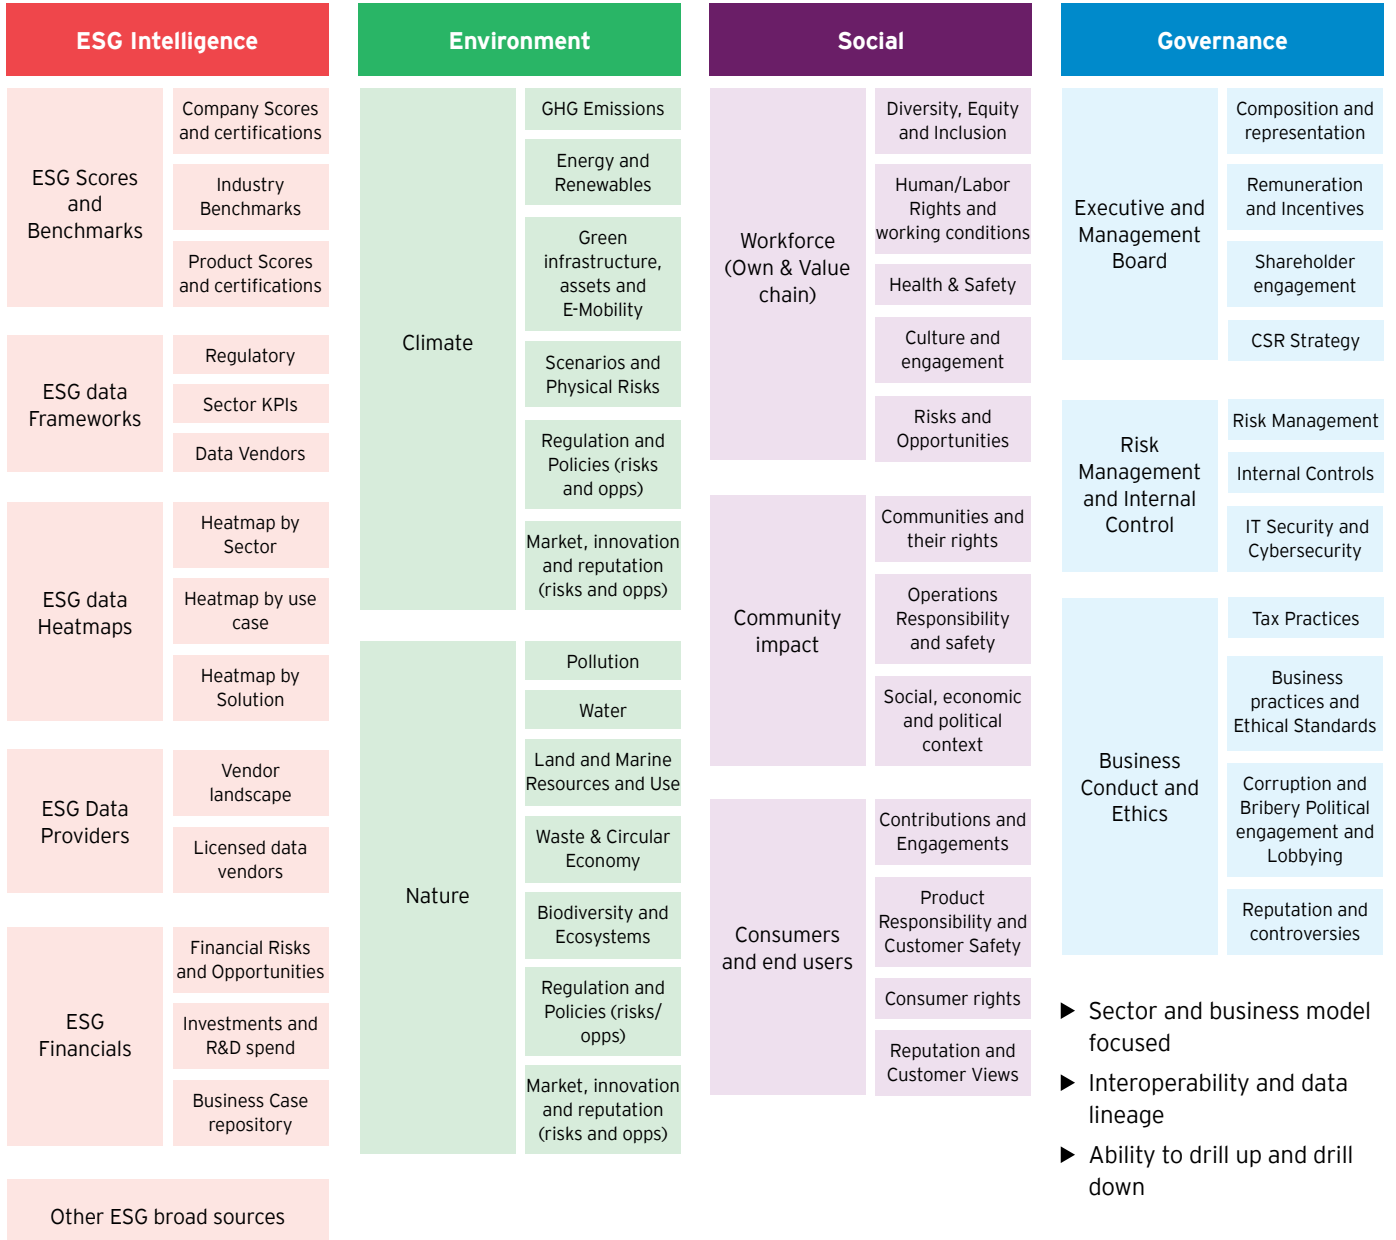 ESG Intelligence
ESG Scores
and
Benchmarks
Company Scores
and certifications
Industry
Benchmarks
Product Scores
and certifications
ESG data
Frameworks
Regulatory
Sector KPIs
Data Vendors
ESG data
Heatmaps
Heatmap by
Sector
Heatmap by use
case
Heatmap by
Solution
ESG Data
Providers
Vendor
landscape
Licensed data
vendors
ESG
Financials
Financial Risks
and Opportunities
Investments and
R&D spend
Business Case
repository
Other ESG broad sources
Environment
Climate
GHG Emissions
Energy and
Renewables
Green
infrastructure,
assets and
E-Mobility
Scenarios and
Physical Risks
Regulation and
Policies (risks
and opps)
Market, innovation
and reputation
(risks and opps)
Nature
Pollution
Water
Land and Marine
Resources and Use
Waste & Circular
Economy
Biodiversity and
Ecosystems
Regulation and
Policies (risks/
opps)
Market, innovation
and reputation
(risks and opps)
Social
Workforce
(Own & Value
chain)
Diversity, Equity
and Inclusion
Human/Labor
Rights and
working conditions
Health & Safety
Culture and
engagement
Risks and
Opportunities
Community
impact
Communities and
their rights
Operations
Responsibility
and safety
Social, economic
and political
context
Consumers
and end users
Contributions and
Engagements
Product
Responsibility and
Customer Safety
Consumer rights
Reputation and
Customer Views
Governance
Executive and
Management
Board
Composition and
representation
Remuneration
and Incentives
Shareholder
engagement
CSR Strategy
Risk
Management
and Internal
Control
Risk Management
Internal Controls
IT Security and
Cybersecurity
Business
Conduct and
Ethics
Tax Practices
Business
practices and
Ethical Standards
Corruption and
Bribery Political
engagement and
Lobbying
Reputation and
controversies
► Sector and business model
focused
► Interoperability and data
lineage
► Ability to drill up and drill
down